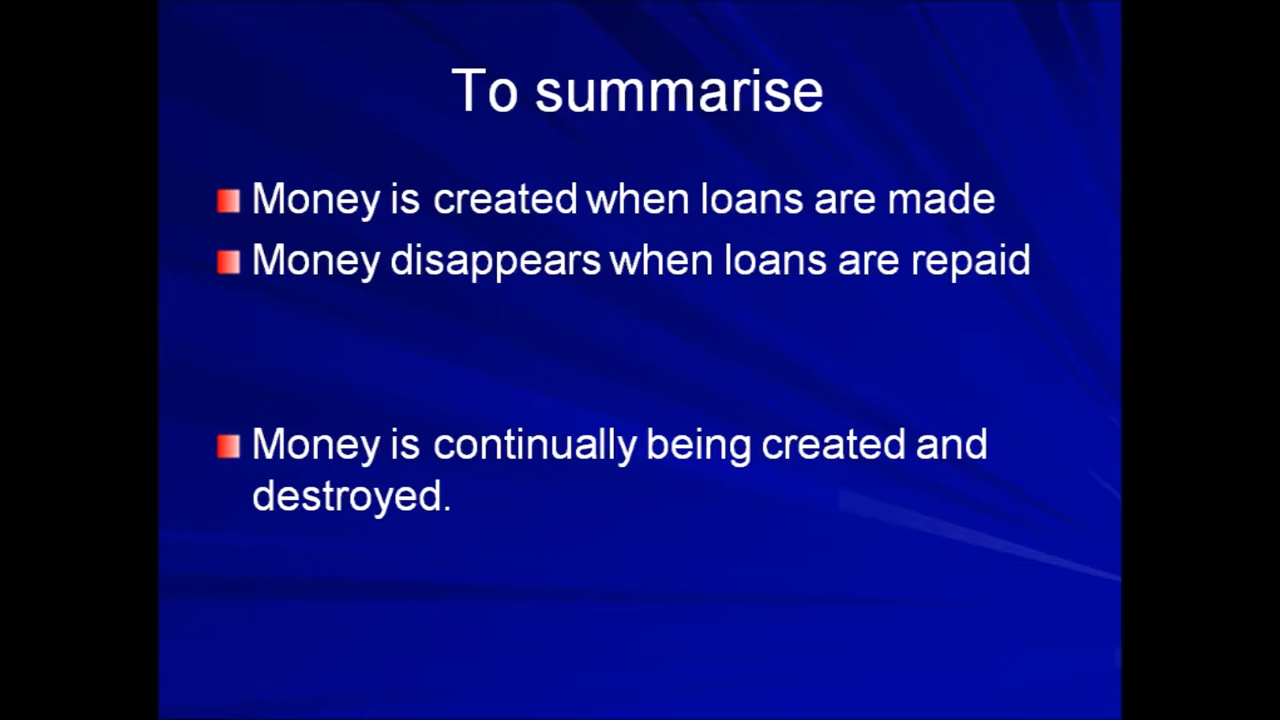 To summarise
Money is created when loans are made
Money disappears when loans are repaid
Money is continually being created and
destroyed.